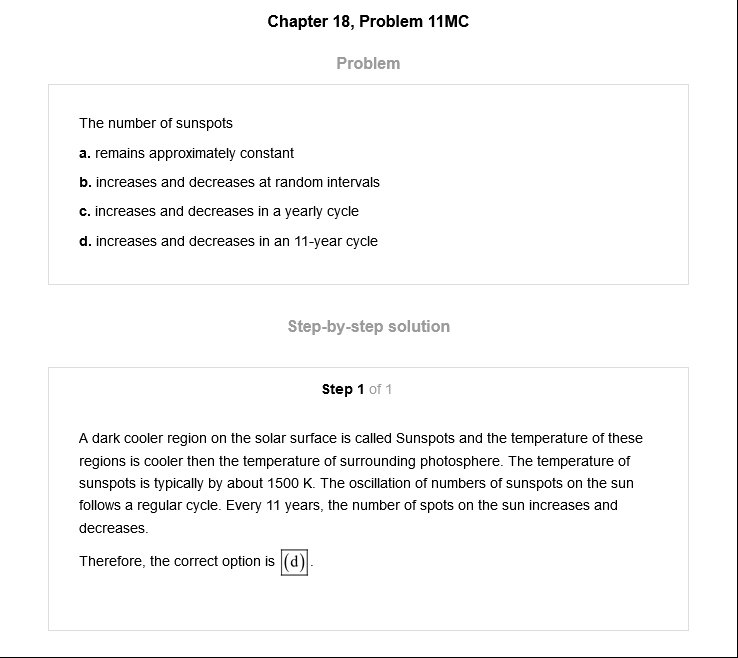 Chapter 18, Problem 11MC
Problem
The number of sunspots
a. remains approximately constant
b. increases and decreases at random intervals
c. increases and decreases in a yearly cycle
d. increases and decreases in an 11-year cycle
Step-by-step solution
Step 1 of 1
A dark cooler region on the solar surface is called Sunspots and the temperature of these
regions is cooler then the temperature of surrounding photosphere. The temperature of
sunspots is typically by about 1500 K. The oscillation of numbers of sunspots on the sun
follows a regular cycle. Every 11 years, the number of spots on the sun increases and
decreases.
Therefore, the correct option is (d).